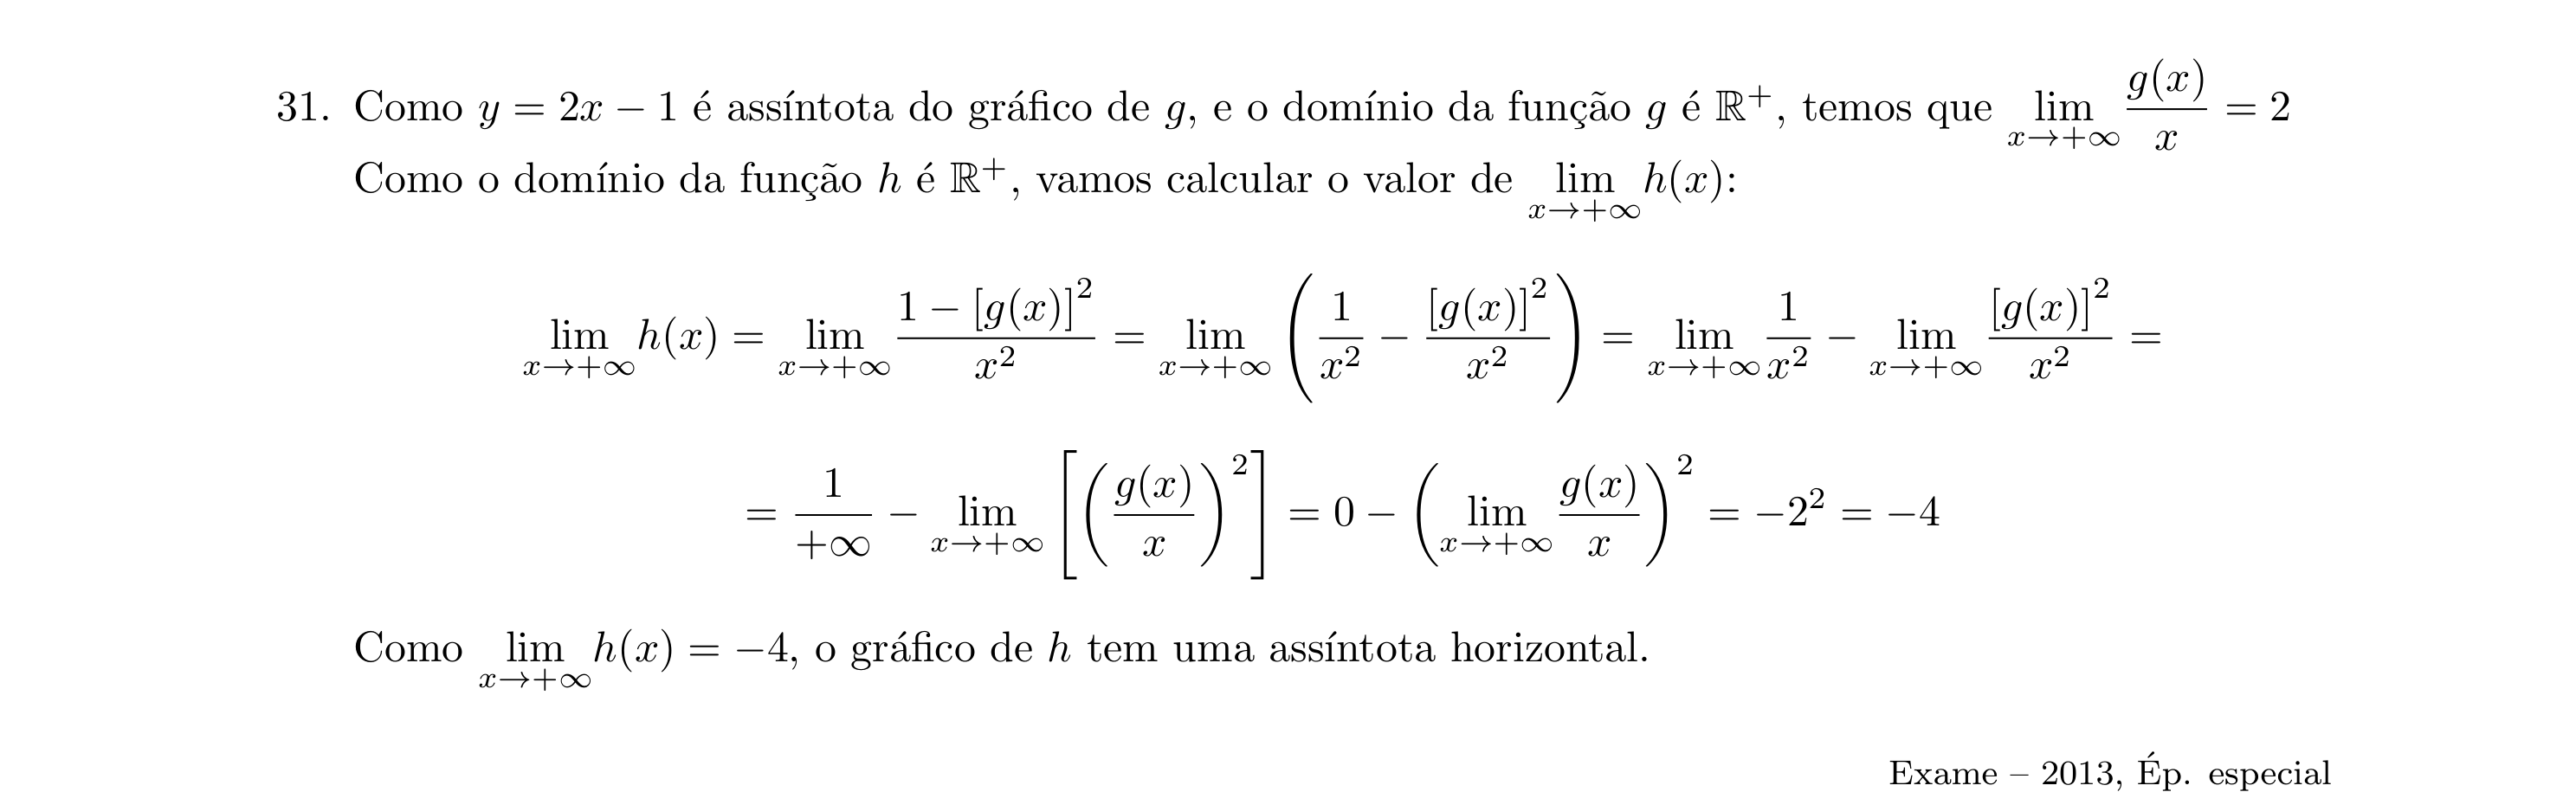 31. Como $y = 2x - 1$ é assíntota do gráfico de $g$, e o domínio da função $g$ é $\mathbb{R}^+$, temos que $\lim_{x \to +\infty} \frac{g(x)}{x} = 2$
Como o domínio da função $h$ é $\mathbb{R}^+$, vamos calcular o valor de $\lim_{x \to +\infty} h(x)$:
$\lim_{x \to +\infty} h(x) = \lim_{x \to +\infty} \frac{1 - [g(x)]^2}{x^2} = \lim_{x \to +\infty} \left( \frac{1}{x^2} - \frac{[g(x)]^2}{x^2} \right) = \lim_{x \to +\infty} \frac{1}{x^2} - \lim_{x \to +\infty} \frac{[g(x)]^2}{x^2} =$
$= \frac{1}{+\infty} - \lim_{x \to +\infty} \left[ \left( \frac{g(x)}{x} \right)^2 \right] = 0 - \left( \lim_{x \to +\infty} \frac{g(x)}{x} \right)^2 = -2^2 = -4$
Como $\lim_{x \to +\infty} h(x) = -4$, o gráfico de $h$ tem uma assíntota horizontal.
Exame – 2013, Ép. especial